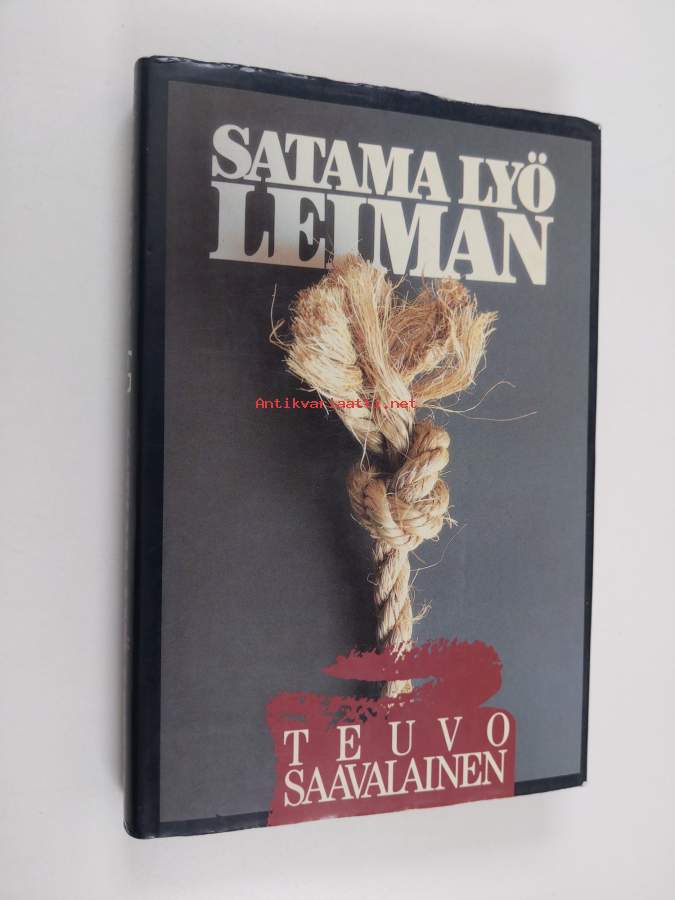 SATAMA LYÖ
LEIMAN
Antikvariaatti.net
TEUVO
SAAVALAINEN